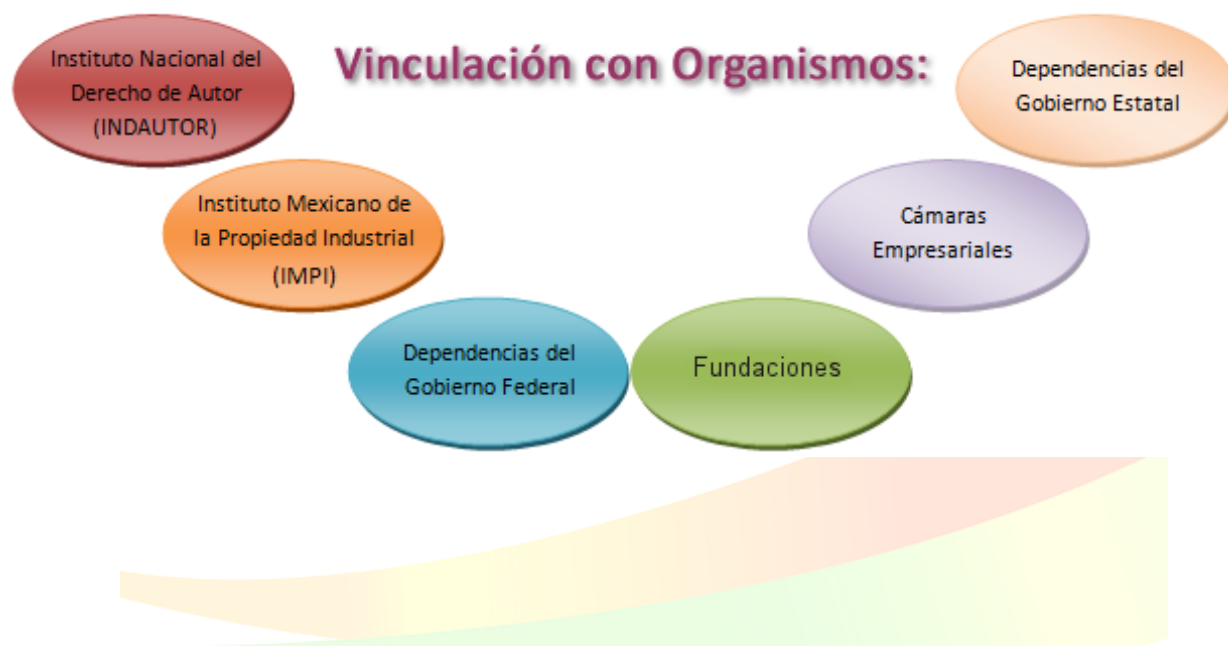 Vinculación con Organismos:
Instituto Nacional del
Derecho de Autor
(INDAUTOR)
Instituto Mexicano de
la Propiedad Industrial
(IMPI)
Dependencias del
Gobierno Federal
Fundaciones
Cámaras
Empresariales
Dependencias del
Gobierno Estatal